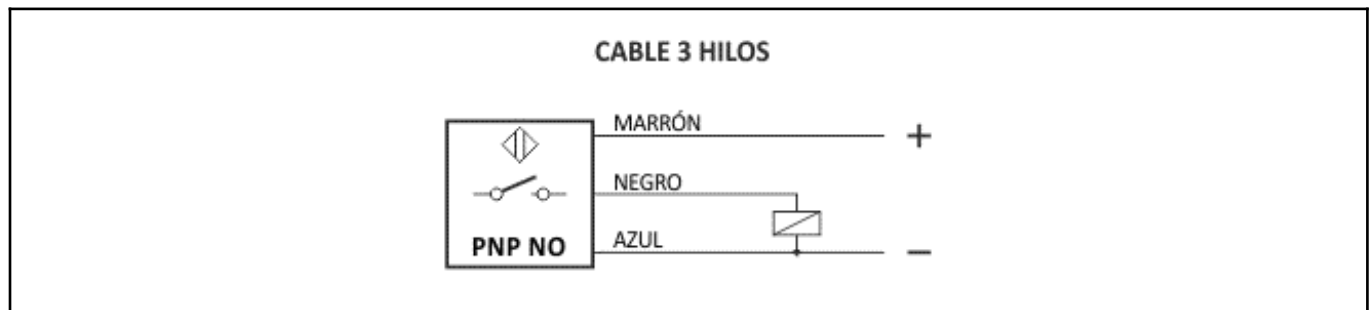 CABLE 3 HILOS
MARRÓN
+
NEGRO
PNP NO
AZUL
−